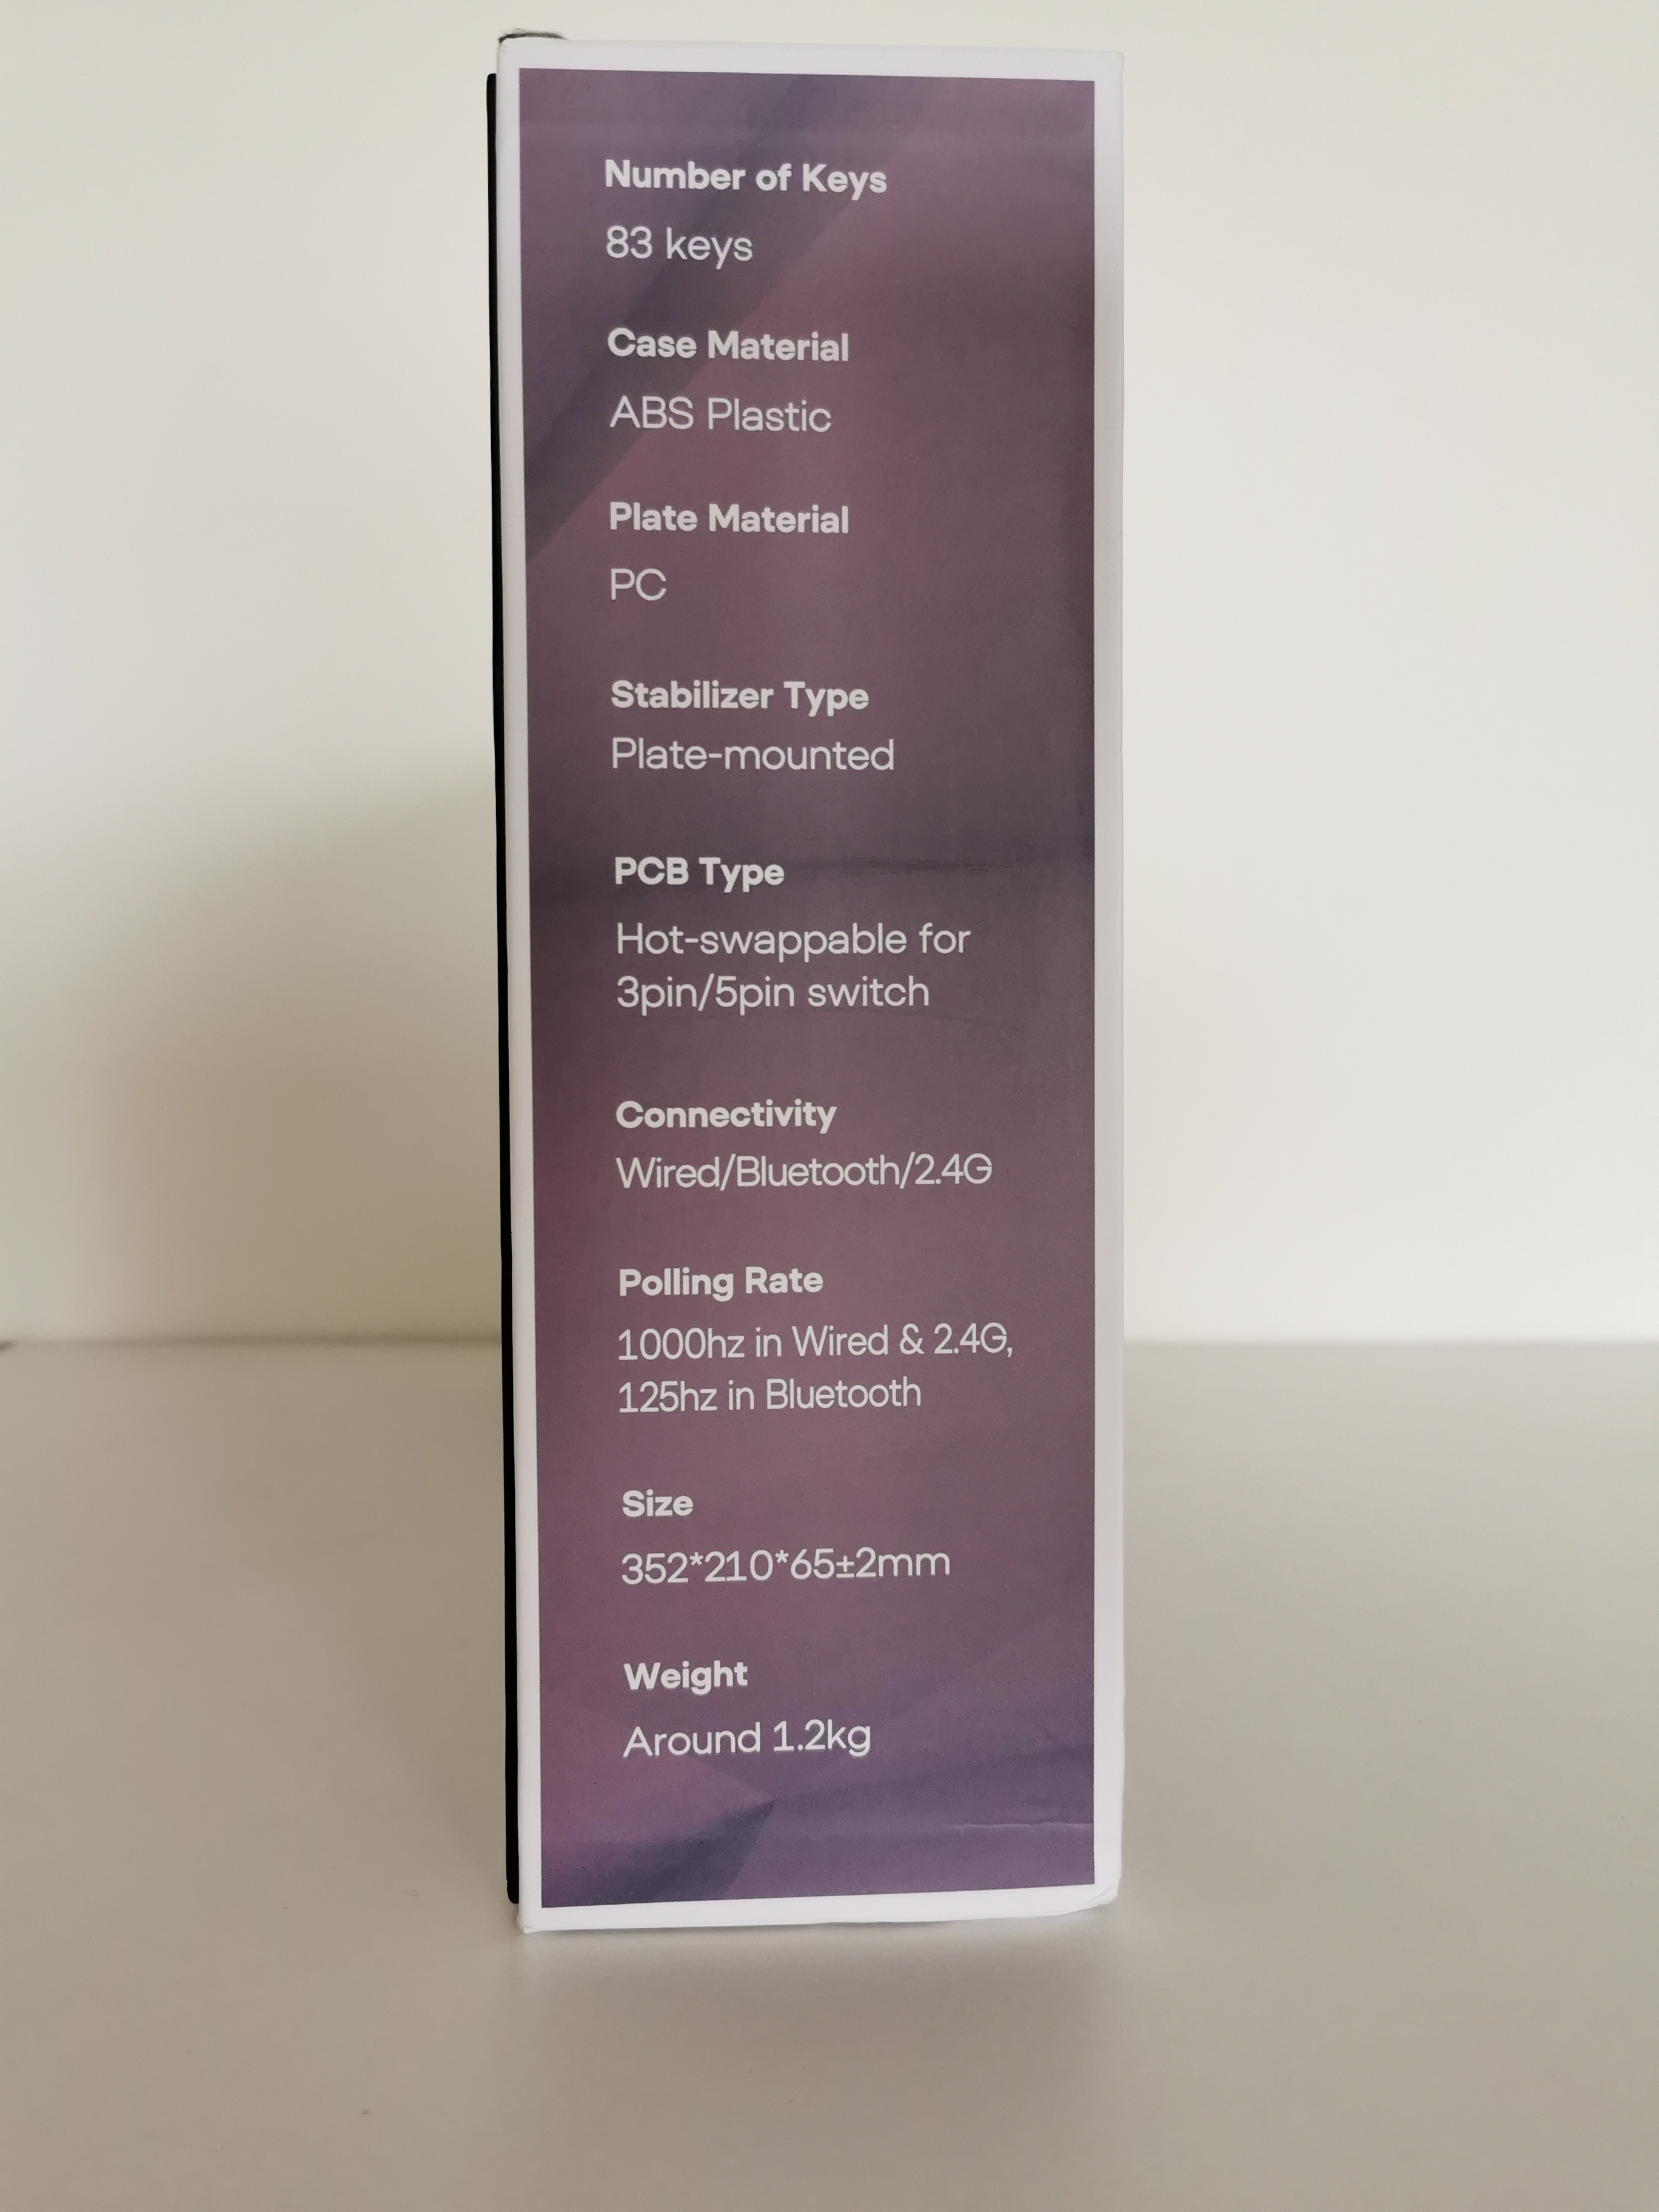 Number of Keys
83 keys
Case Material
ABS Plastic
Plate Material
PC
Stabilizer Type
Plate-mounted
PCB Type
Hot-swappable for
3pin/5pin switch
Connectivity
Wired/Bluetooth/2.4G
Polling Rate
1000hz in Wired & 2.4G,
125hz in Bluetooth
Size
352*210*65±2mm
Weight
Around 1.2kg